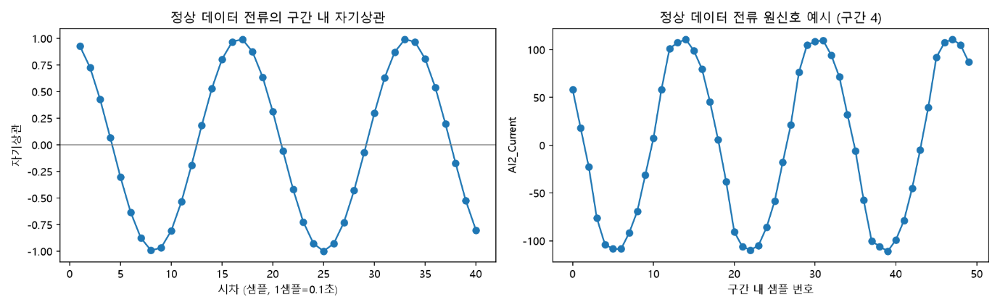 정상 데이터 전류의 구간 내 자기상관
자기상관
1.00
0.75
0.50
0.25
0.00
-0.25
-0.50
-0.75
-1.00
0 5 10 15 20 25 30 35 40
시차 (샘플, 1샘플=0.1초)
정상 데이터 전류 원신호 예시 (구간 4)
AI2_Current
100
50
0
-50
-100
0 10 20 30 40 50
구간 내 샘플 번호